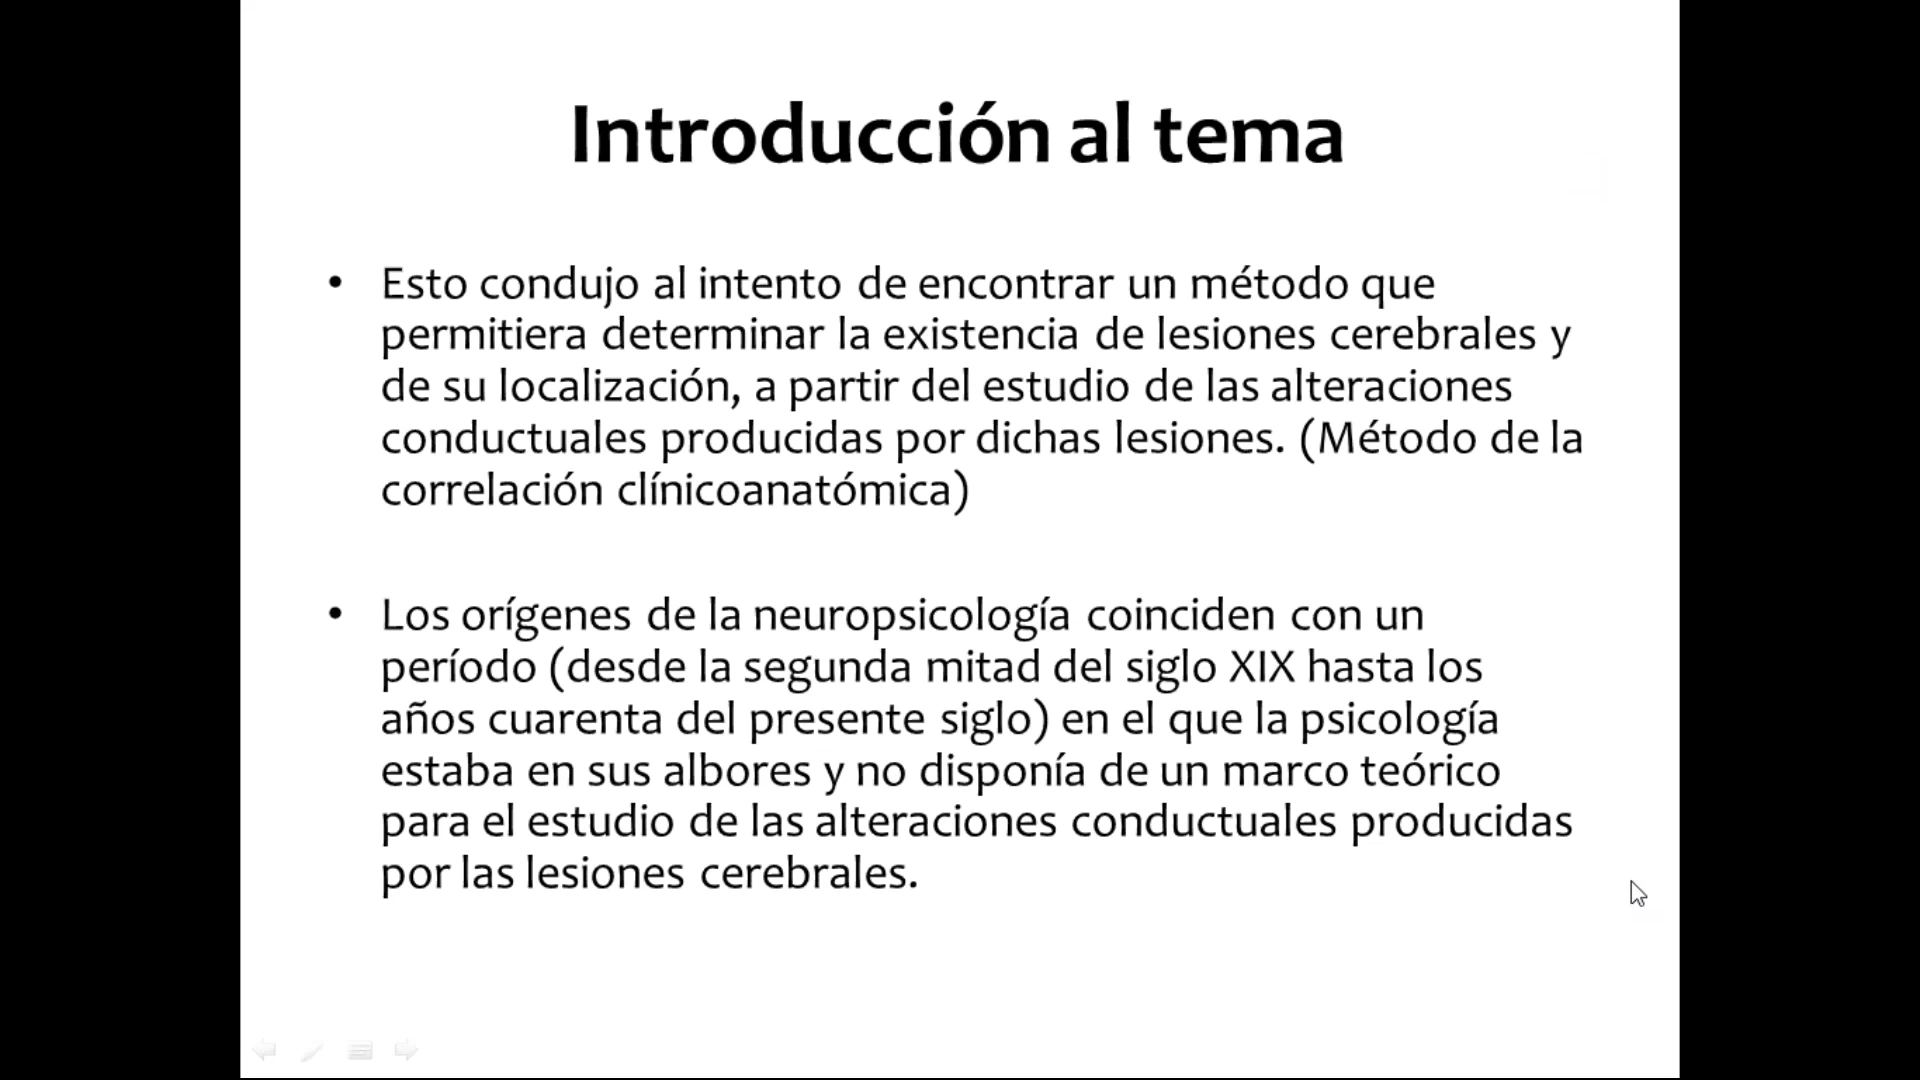 Introducción al tema
• Esto condujo al intento de encontrar un método que
permitiera determinar la existencia de lesiones cerebrales y
de su localización, a partir del estudio de las alteraciones
conductuales producidas por dichas lesiones. (Método de la
correlación clínicoanatómica)
• Los orígenes de la neuropsicología coinciden con un
período (desde la segunda mitad del siglo XIX hasta los
años cuarenta del presente siglo) en el que la psicología
estaba en sus albores y no disponía de un marco teórico
para el estudio de las alteraciones conductuales producidas
por las lesiones cerebrales.